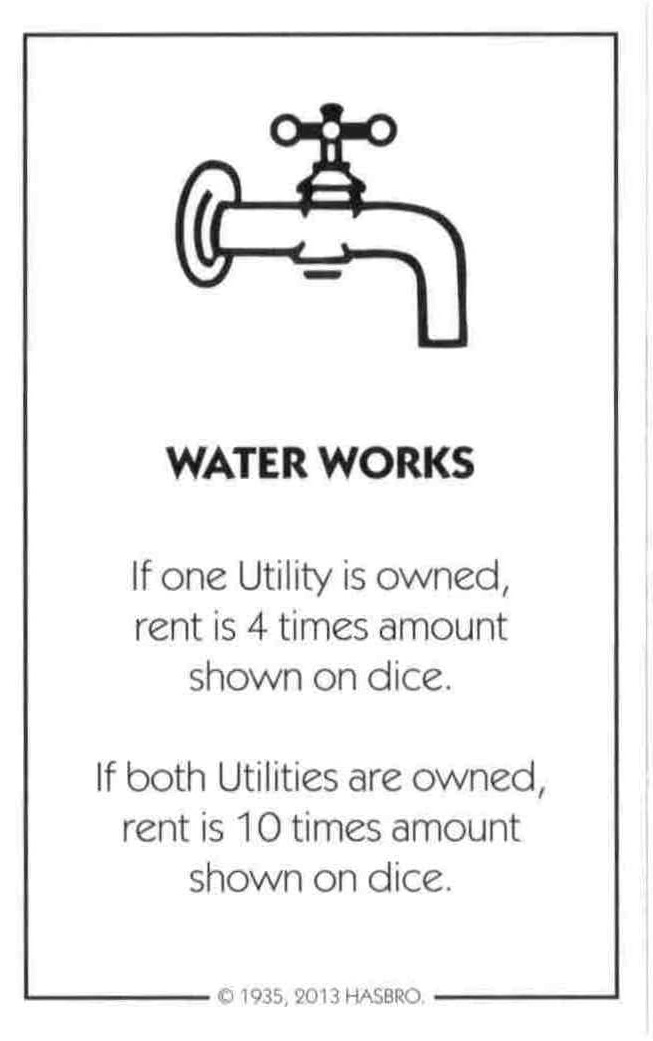 WATER WORKS
If one Utility is owned,
rent is 4 times amount
shown on dice.
If both Utilities are owned,
rent is 10 times amount
shown on dice.
© 1935, 2013 HASBRO.